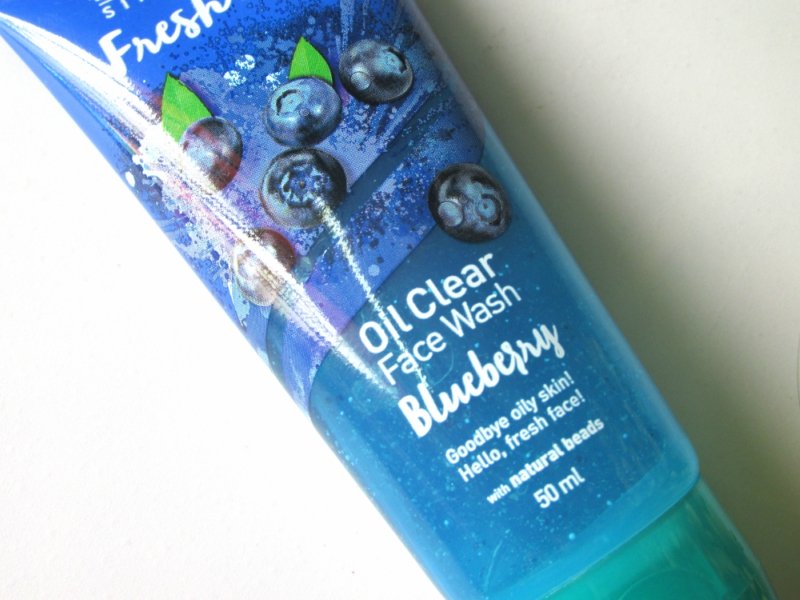 Fresh
Oil Clear
Face Wash
Blueberry
Goodbye oily skin!
Hello, fresh face!
with natural beads
50 ml